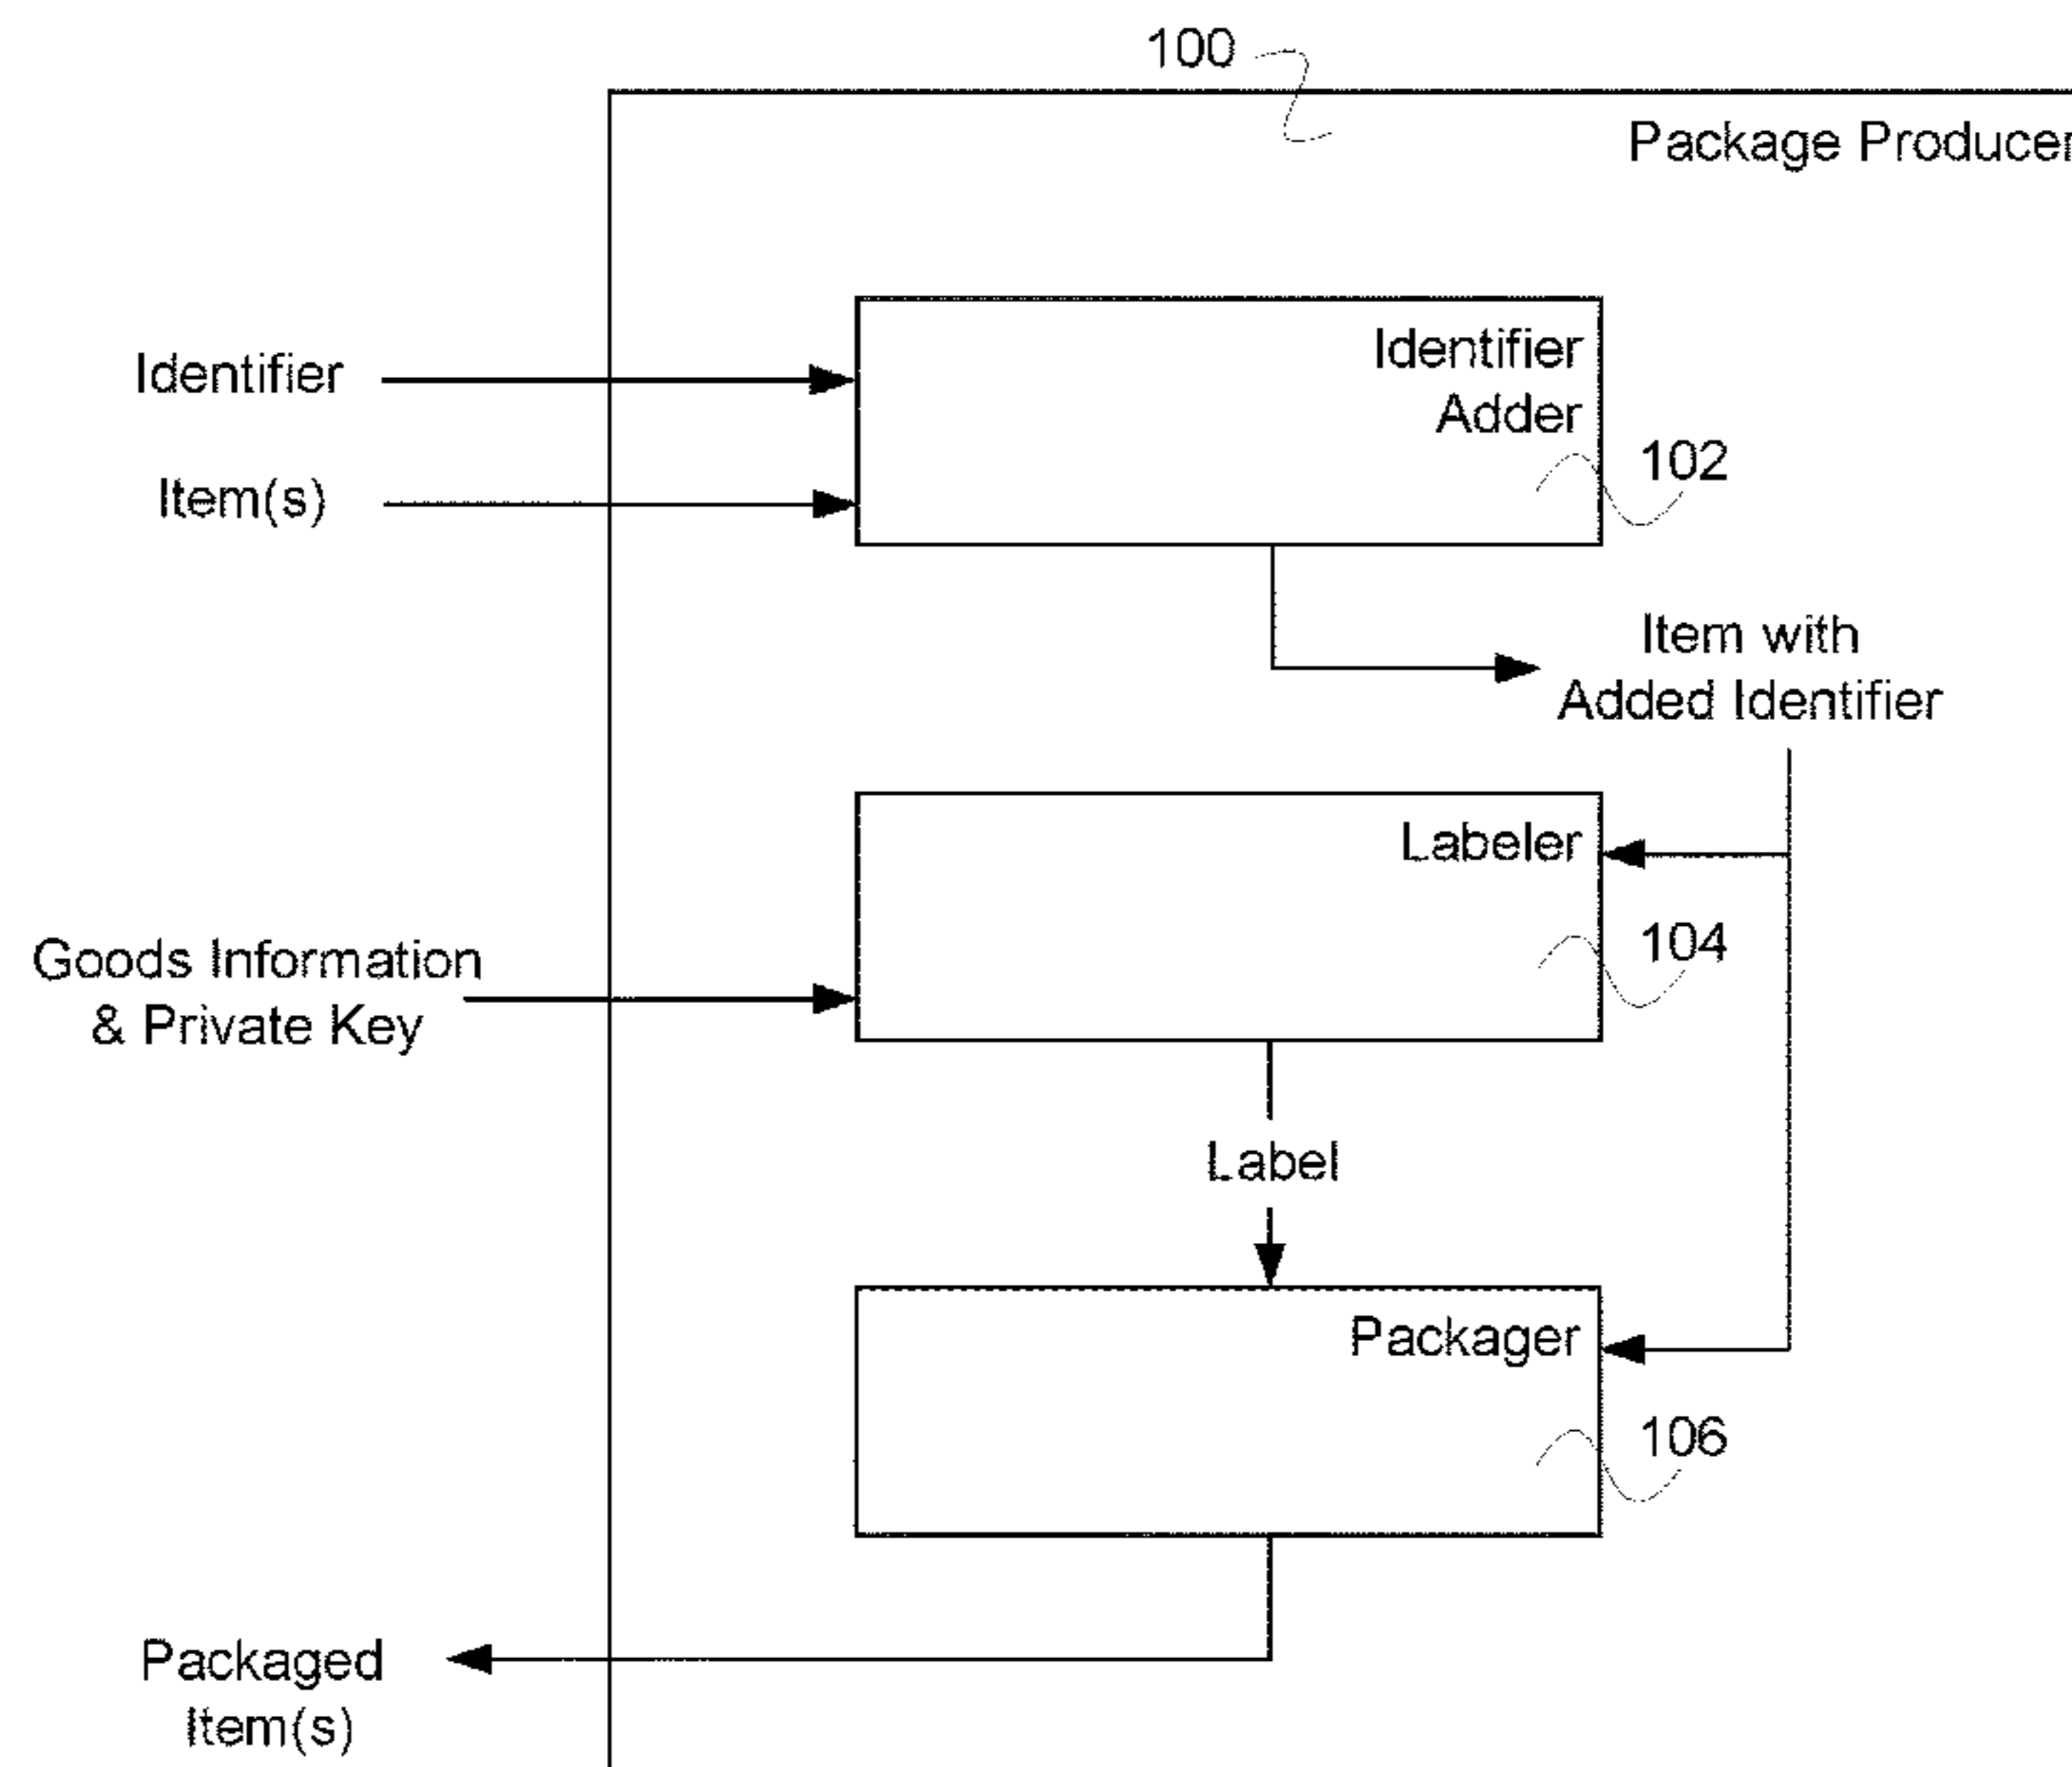 100
Package Producer
Identifier
Adder
Identifier
102
Item(s)
Item with
Added Identifier
Labeler
104
Goods Information
& Private Key
Label
Packager
106
Packaged
Item(s)